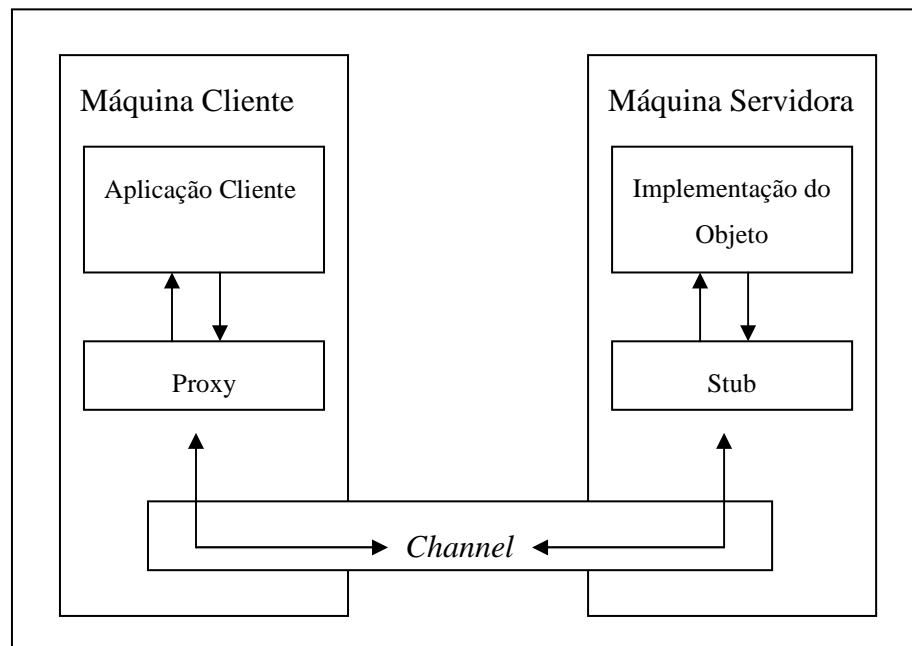 Máquina Cliente
Aplicação Cliente
Proxy
Máquina Servidora
Implementação do
Objeto
Stub
Channel